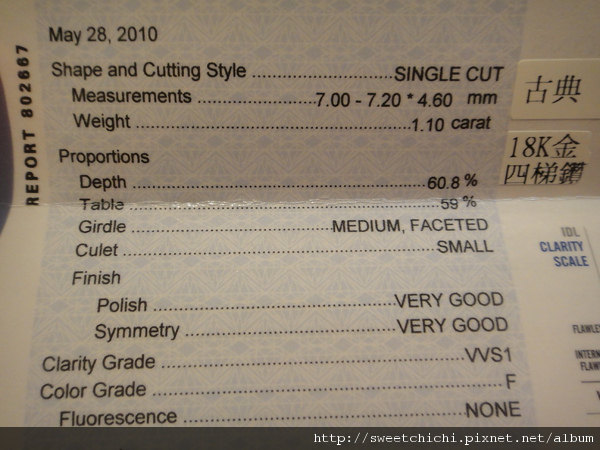 REPORT 802667
May 28, 2010
Shape and Cutting Style ........................ SINGLE CUT
Measurements ........................ 7.00 - 7.20 * 4.60 mm
Weight ........................ 1.10 carat
Proportions
Depth ........................ 60.8 %
Table ........................ 59 %
Girdle ........................ MEDIUM, FACETED
Culet ........................ SMALL
Finish
Polish ........................ VERY GOOD
Symmetry ........................ VERY GOOD
Clarity Grade ........................ VVS1
Color Grade ........................ F
Fluorescence ........................ NONE
古典
18K金
四梯鑽
IDL
CLARITY
SCALE
FLAWLE
INTERN
FLAW
http://sweetchichi.pixnet.net/album